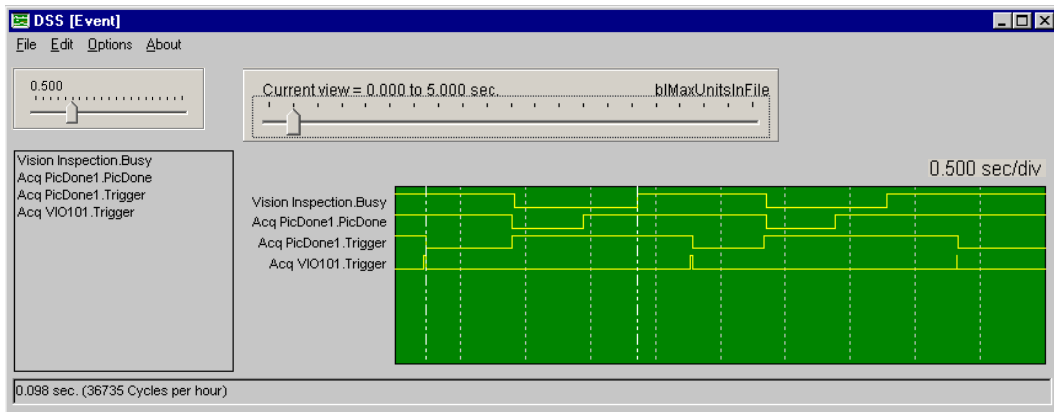 DSS [Event]
File Edit Options About
0.500
Current view = 0.000 to 5.000 sec. blMaxUnitsInFile
Vision Inspection.Busy
Acq PicDone1.PicDone
Acq PicDone1.Trigger
Acq VIO101.Trigger
0.500 sec/div
Vision Inspection.Busy
Acq PicDone1.PicDone
Acq PicDone1.Trigger
Acq VIO101.Trigger
0.098 sec. (36735 Cycles per hour)